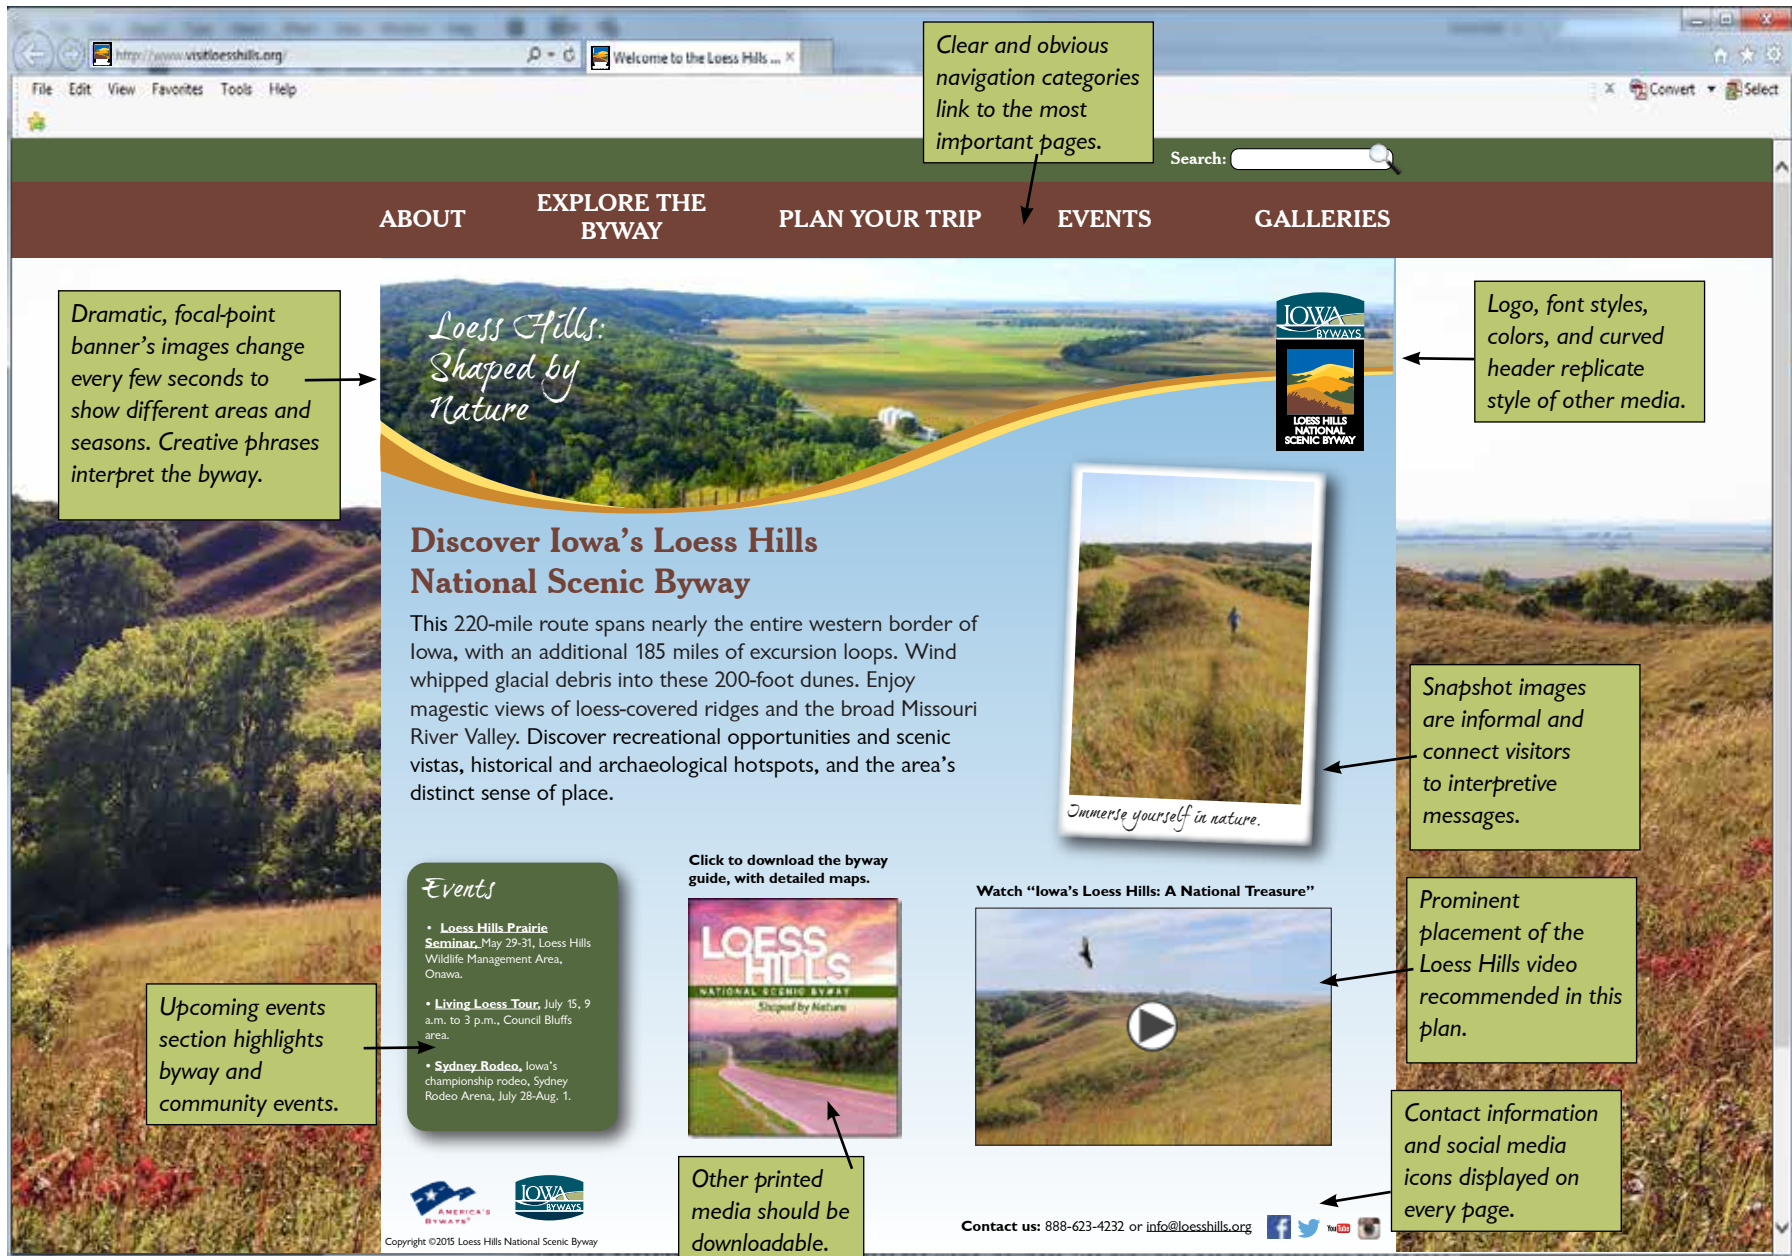 http://www.visitloesshills.org/
Welcome to the Loess Hills ...
File Edit View Favorites Tools Help
Convert Select
Clear and obvious
navigation categories
link to the most
important pages.
Search:
ABOUT
EXPLORE THE
BYWAY
PLAN YOUR TRIP
EVENTS
GALLERIES
Dramatic, focal-point
banner's images change
every few seconds to
show different areas and
seasons. Creative phrases
interpret the byway.
Loess Hills:
Shaped by
Nature
IOWA
BYWAYS
LOESS HILLS
NATIONAL
SCENIC BYWAY
Logo, font styles,
colors, and curved
header replicate
style of other media.
Discover Iowa's Loess Hills
National Scenic Byway
This 220-mile route spans nearly the entire western border of
Iowa, with an additional 185 miles of excursion loops. Wind
whipped glacial debris into these 200-foot dunes. Enjoy
magestic views of loess-covered ridges and the broad Missouri
River Valley. Discover recreational opportunities and scenic
vistas, historical and archaeological hotspots, and the area's
distinct sense of place.
Immerse yourself in nature.
Snapshot images
are informal and
connect visitors
to interpretive
messages.
Events
• Loess Hills Prairie
Seminar, May 29-31, Loess Hills
Wildlife Management Area,
Onawa.
• Living Loess Tour, July 15, 9
a.m. to 3 p.m., Council Bluffs
area.
• Sydney Rodeo, Iowa's
championship rodeo, Sydney
Rodeo Arena, July 28-Aug. 1.
Upcoming events
section highlights
byway and
community events.
Click to download the byway
guide, with detailed maps.
LOESS
HILLS
NATIONAL SCENIC BYWAY
Shaped by Nature
Other printed
media should be
downloadable.
Watch “Iowa's Loess Hills: A National Treasure”
Prominent
placement of the
Loess Hills video
recommended in this
plan.
Contact information
and social media
icons displayed on
every page.
AMERICA'S
BYWAYS®
IOWA
BYWAYS
Contact us: 888-623-4232 or info@loesshills.org
YouTube
Copyright ©2015 Loess Hills National Scenic Byway